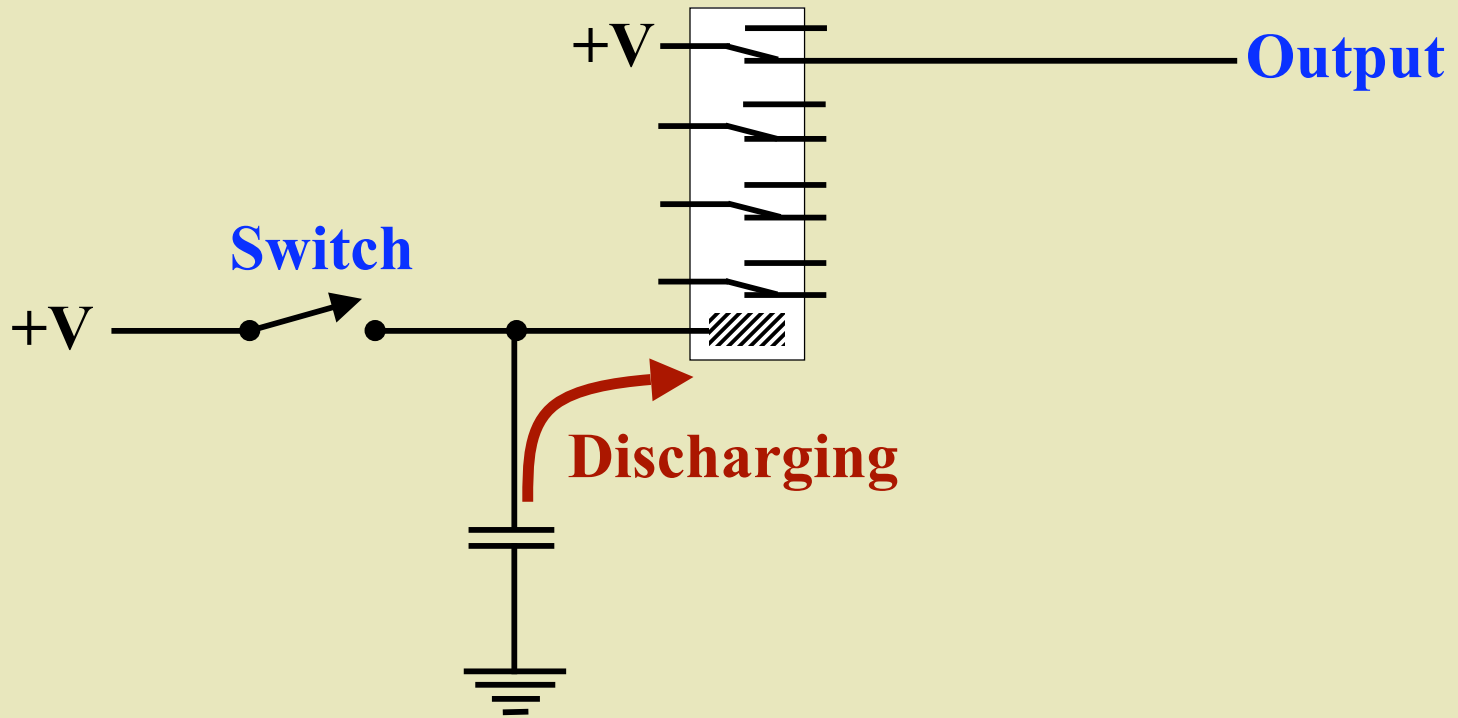 +V
Output
Switch
+V
Discharging